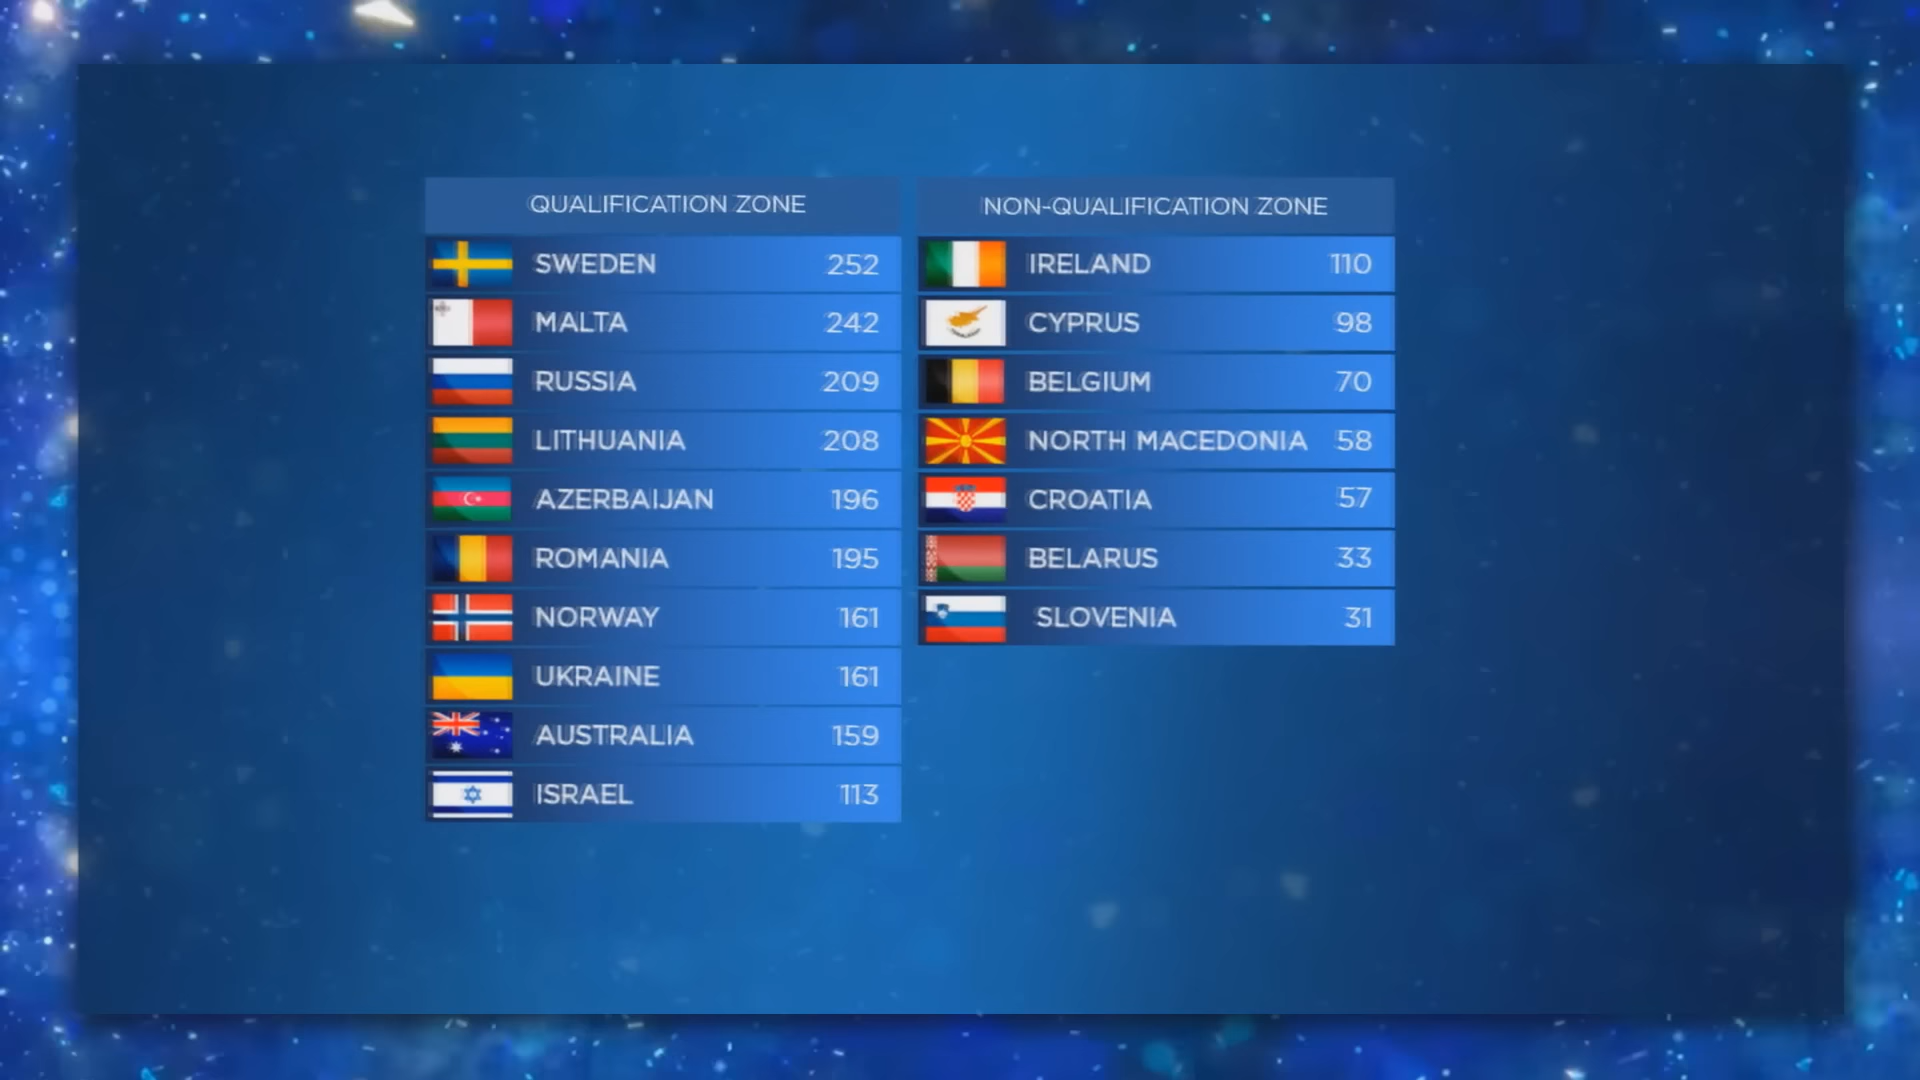 QUALIFICATION ZONE
SWEDEN 252
MALTA 242
RUSSIA 209
LITHUANIA 208
AZERBAIJAN 196
ROMANIA 195
NORWAY 161
UKRAINE 161
AUSTRALIA 159
ISRAEL 113
NON-QUALIFICATION ZONE
IRELAND 110
CYPRUS 98
BELGIUM 70
NORTH MACEDONIA 58
CROATIA 57
BELARUS 33
SLOVENIA 31